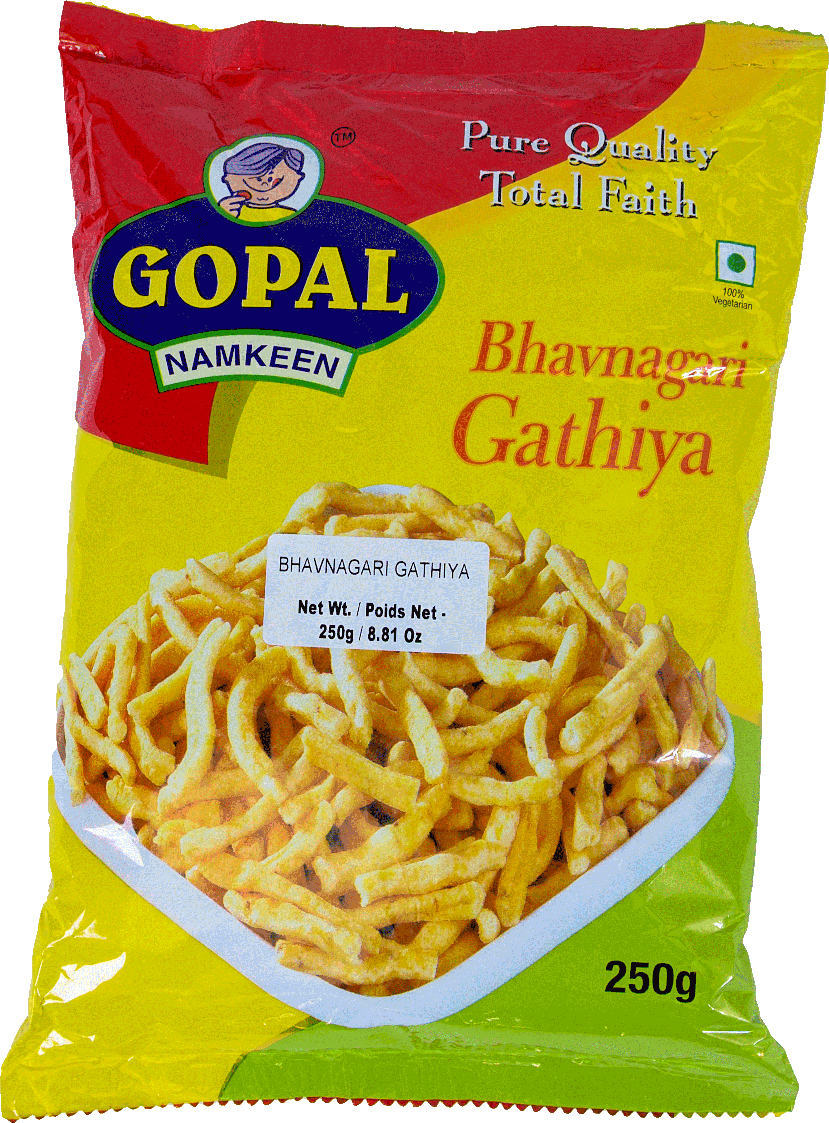 TM
Pure Quality
Total Faith
GOPAL
NAMKEEN
100%
Vegetarian
Bhavnagari
Gathiya
BHAVNAGARI GATHIYA
Net Wt. / Poids Net -
250g / 8.81 Oz
250g